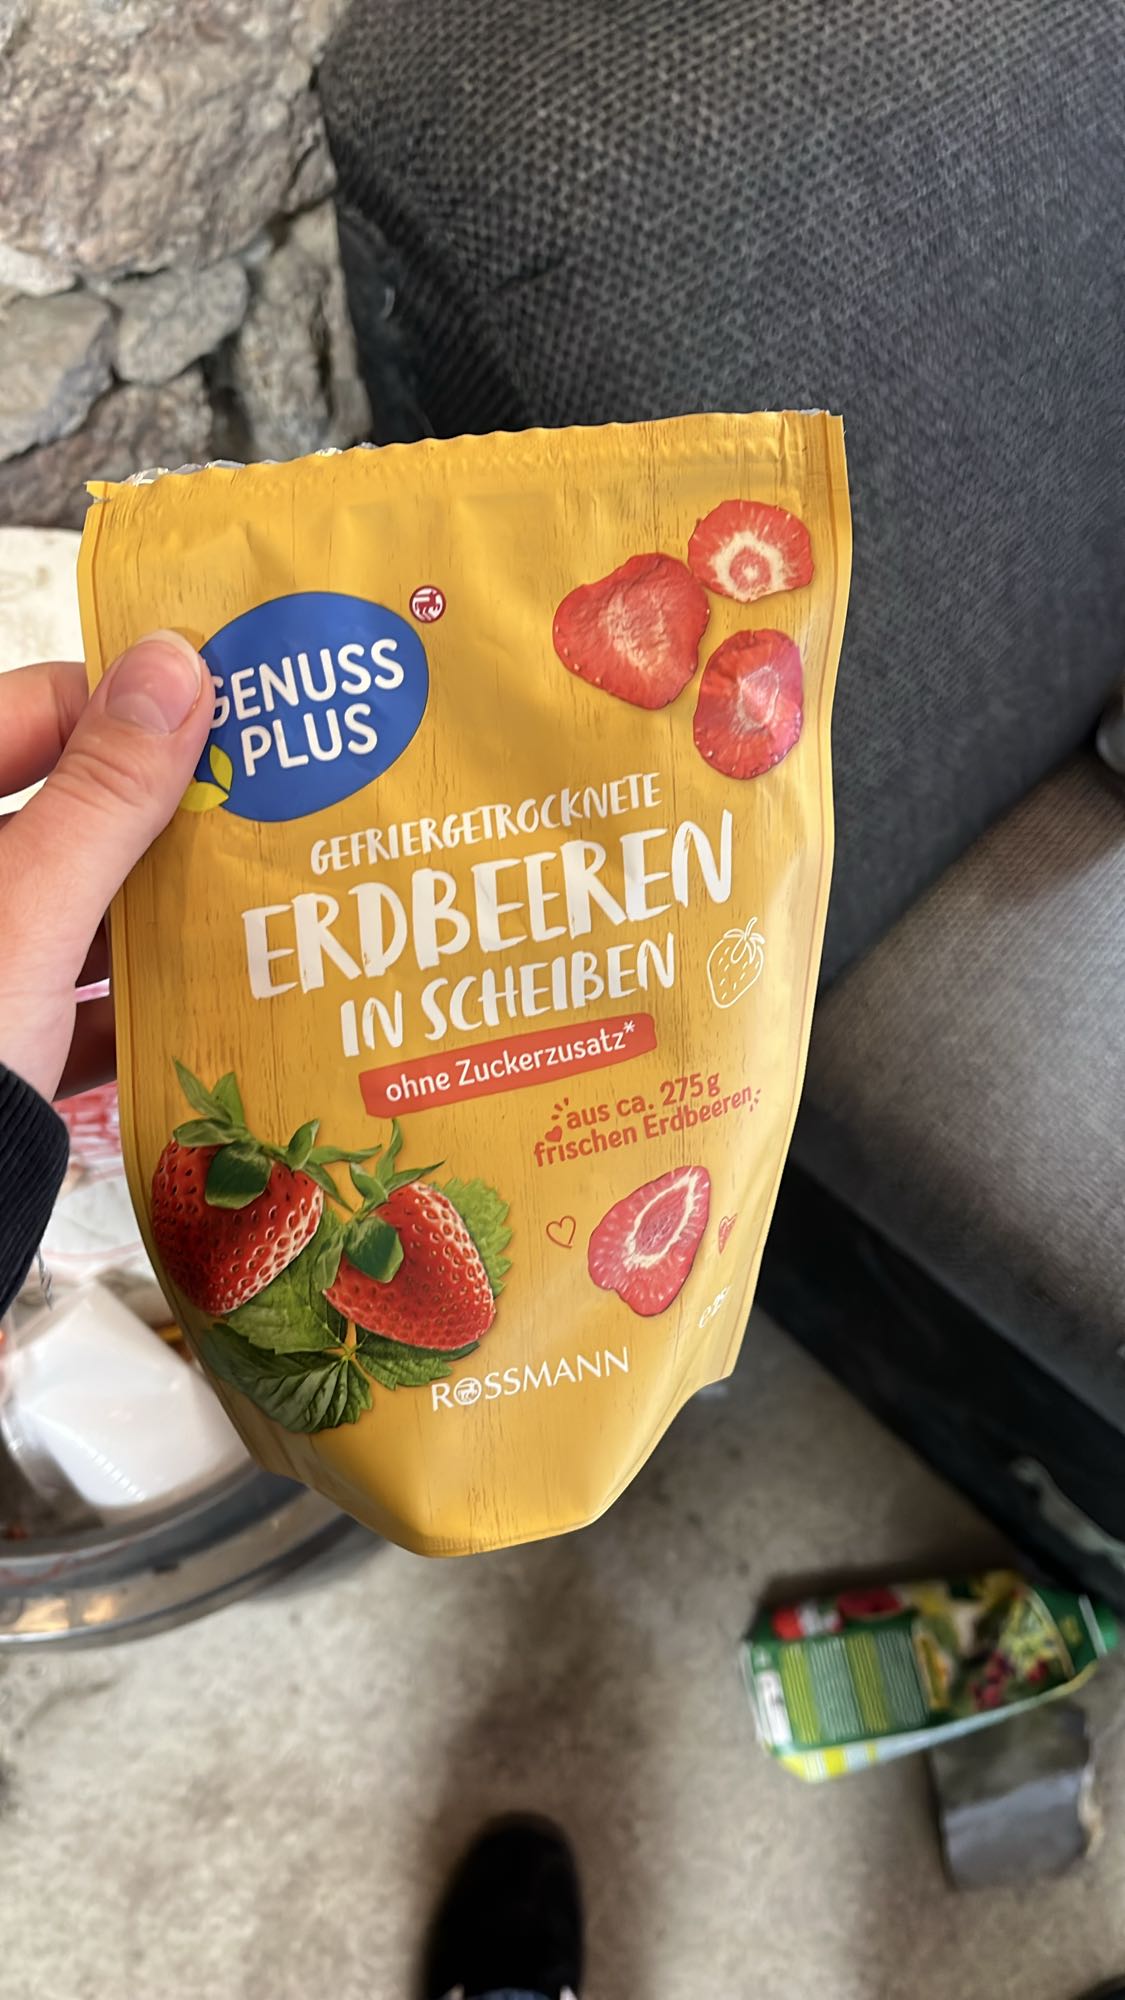 GENUSS
PLUS
GEFRIERGETROCKNETE
ERDBEEREN
IN SCHEIBEN
ohne Zuckerzusatz*
aus ca. 275 g
frischen Erdbeeren
ROSSMANN